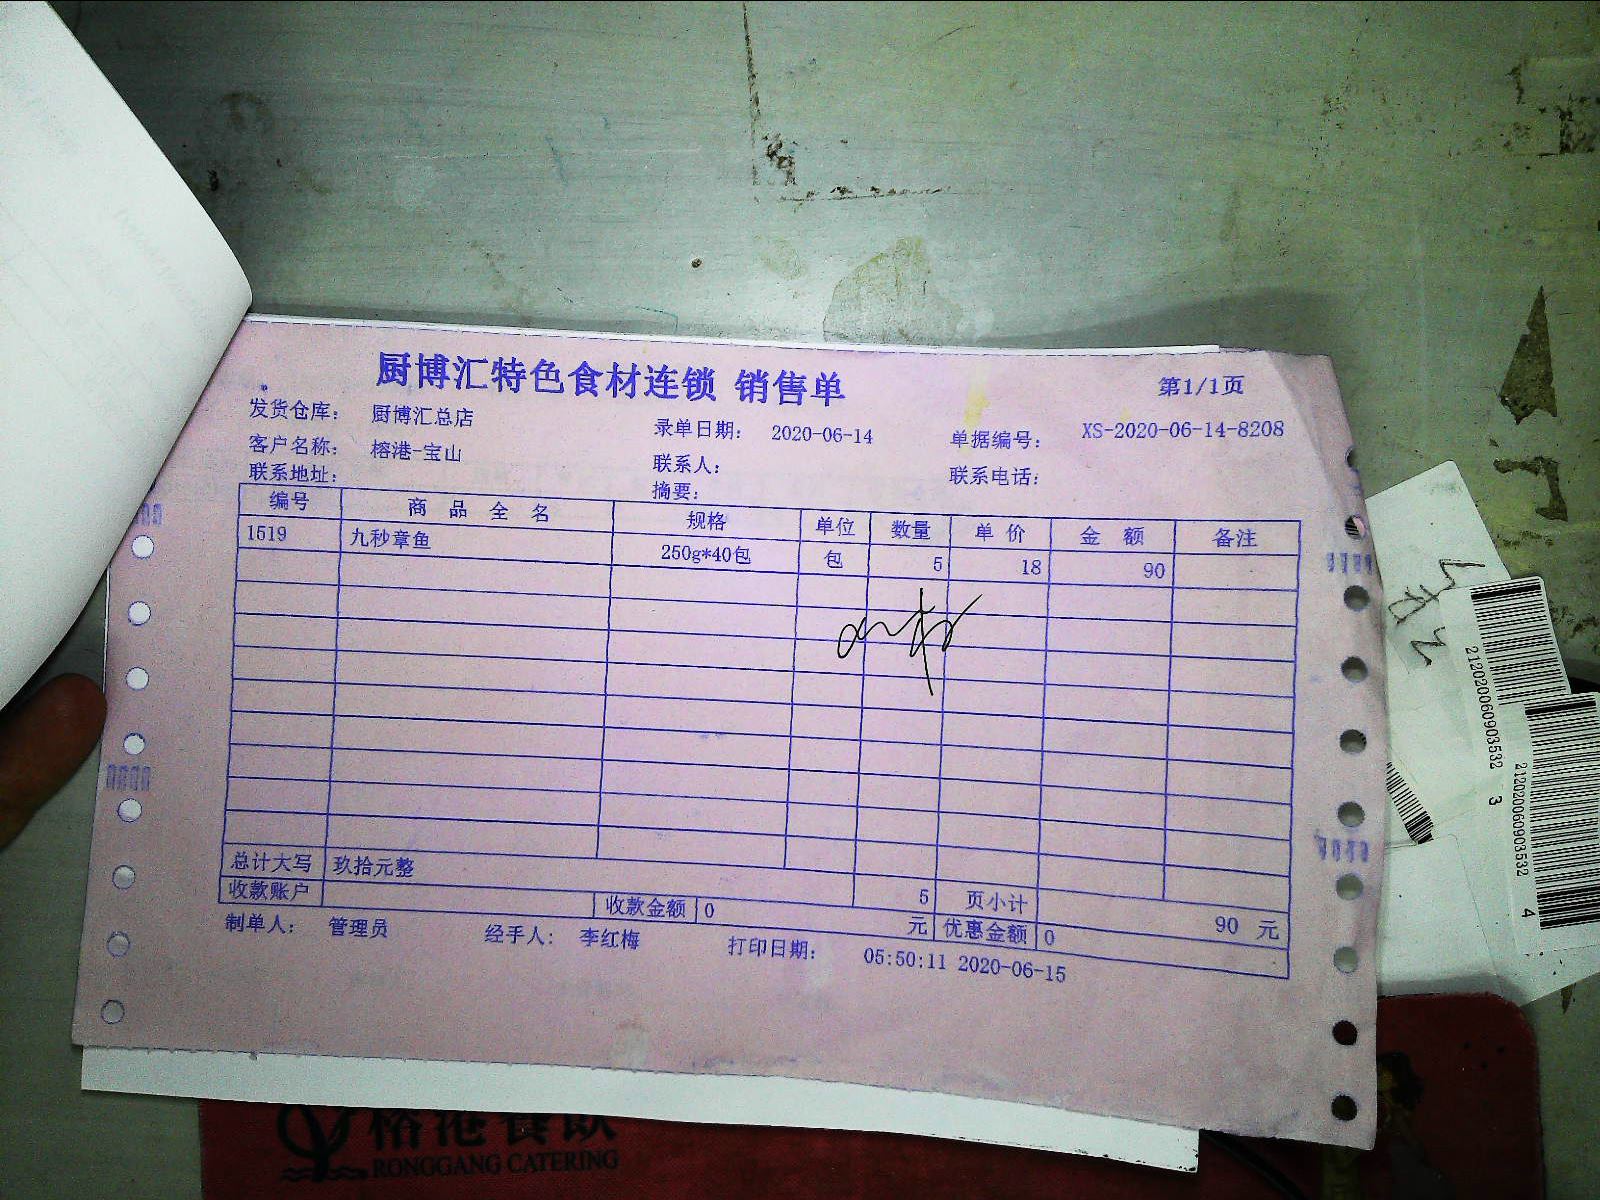 厨博汇特色食材连锁 销售单 第1/1页
发货仓库： 厨博汇总店 录单日期： 2020-06-14 单据编号： XS-2020-06-14-8208
客户名称： 榕港-宝山 联系人： 联系电话：
联系地址： 摘要：
编号 商品全名 规格 单位 数量 单价 金额 备注
1519 九秒章鱼 250g*40包 包 5 18 90
总计大写 玖拾元整 5 页小计 90 元
收款账户 收款金额 0 元 优惠金额 0
制单人： 管理员 经手人： 李红梅 打印日期： 05:50:11 2020-06-15
21202006090353​2 3
212020060903532 4
榕港餐饮
RONGGANG CATERING